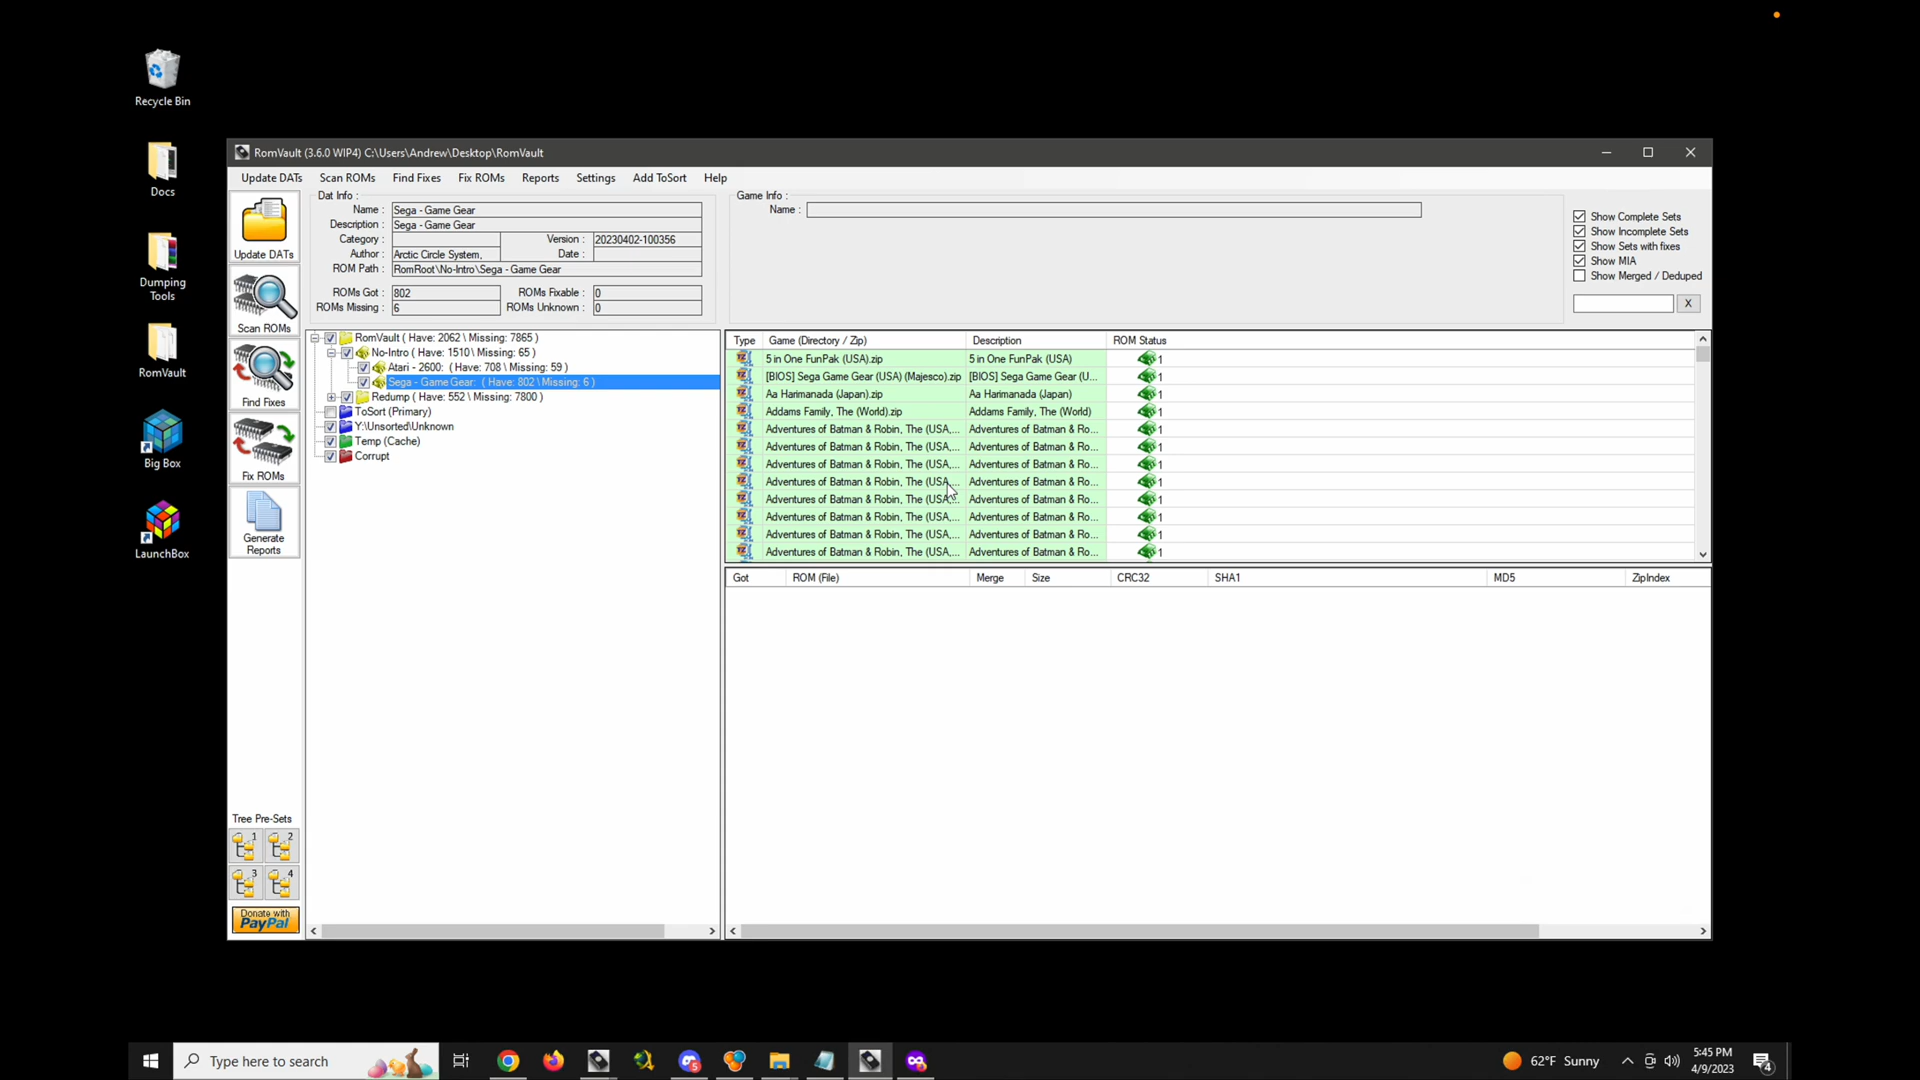 Recycle Bin
Docs
Dumping
Tools
RomVault
Big Box
LaunchBox
RomVault (3.6.0 WIP4) C:\Users\Andrew\Desktop\RomVault
Update DATs Scan ROMs Find Fixes Fix ROMs Reports Settings Add ToSort Help
Update DATs
Scan ROMs
Find Fixes
Fix ROMs
Generate
Reports
Tree Pre-Sets
1 2
3 4
Donate with
PayPal
Dat Info :
Name : Sega - Game Gear
Description : Sega - Game Gear
Category : Version : 20230402-100356
Author : Arctic Circle System, Date :
ROM Path : RomRoot\No-Intro\Sega - Game Gear
ROMs Got : 802 ROMs Fixable : 0
ROMs Missing : 6 ROMs Unknown : 0
Game Info :
Name :
Show Complete Sets
Show Incomplete Sets
Show Sets with fixes
Show MIA
Show Merged / Deduped
X
RomVault ( Have: 2062 \ Missing: 7865 )
No-Intro ( Have: 1510 \ Missing: 65 )
Atari - 2600: ( Have: 708 \ Missing: 59 )
Sega - Game Gear: ( Have: 802 \ Missing: 6 )
Redump ( Have: 552 \ Missing: 7800 )
ToSort (Primary)
Y:\Unsorted\Unknown
Temp (Cache)
Corrupt
Type Game (Directory / Zip) Description ROM Status
5 in One FunPak (USA).zip 5 in One FunPak (USA) 1
[BIOS] Sega Game Gear (USA) (Majesco).zip [BIOS] Sega Game Gear (U... 1
Aa Harimanada (Japan).zip Aa Harimanada (Japan) 1
Addams Family, The (World).zip Addams Family, The (World) 1
Adventures of Batman & Robin, The (USA,... Adventures of Batman & Ro... 1
Adventures of Batman & Robin, The (USA,... Adventures of Batman & Ro... 1
Adventures of Batman & Robin, The (USA,... Adventures of Batman & Ro... 1
Adventures of Batman & Robin, The (USA,... Adventures of Batman & Ro... 1
Adventures of Batman & Robin, The (USA,... Adventures of Batman & Ro... 1
Adventures of Batman & Robin, The (USA,... Adventures of Batman & Ro... 1
Adventures of Batman & Robin, The (USA,... Adventures of Batman & Ro... 1
Adventures of Batman & Robin, The (USA,... Adventures of Batman & Ro... 1
Got ROM (File) Merge Size CRC32 SHA1 MD5 ZipIndex
Type here to search
5
62°F Sunny
5:45 PM
4/9/2023
4